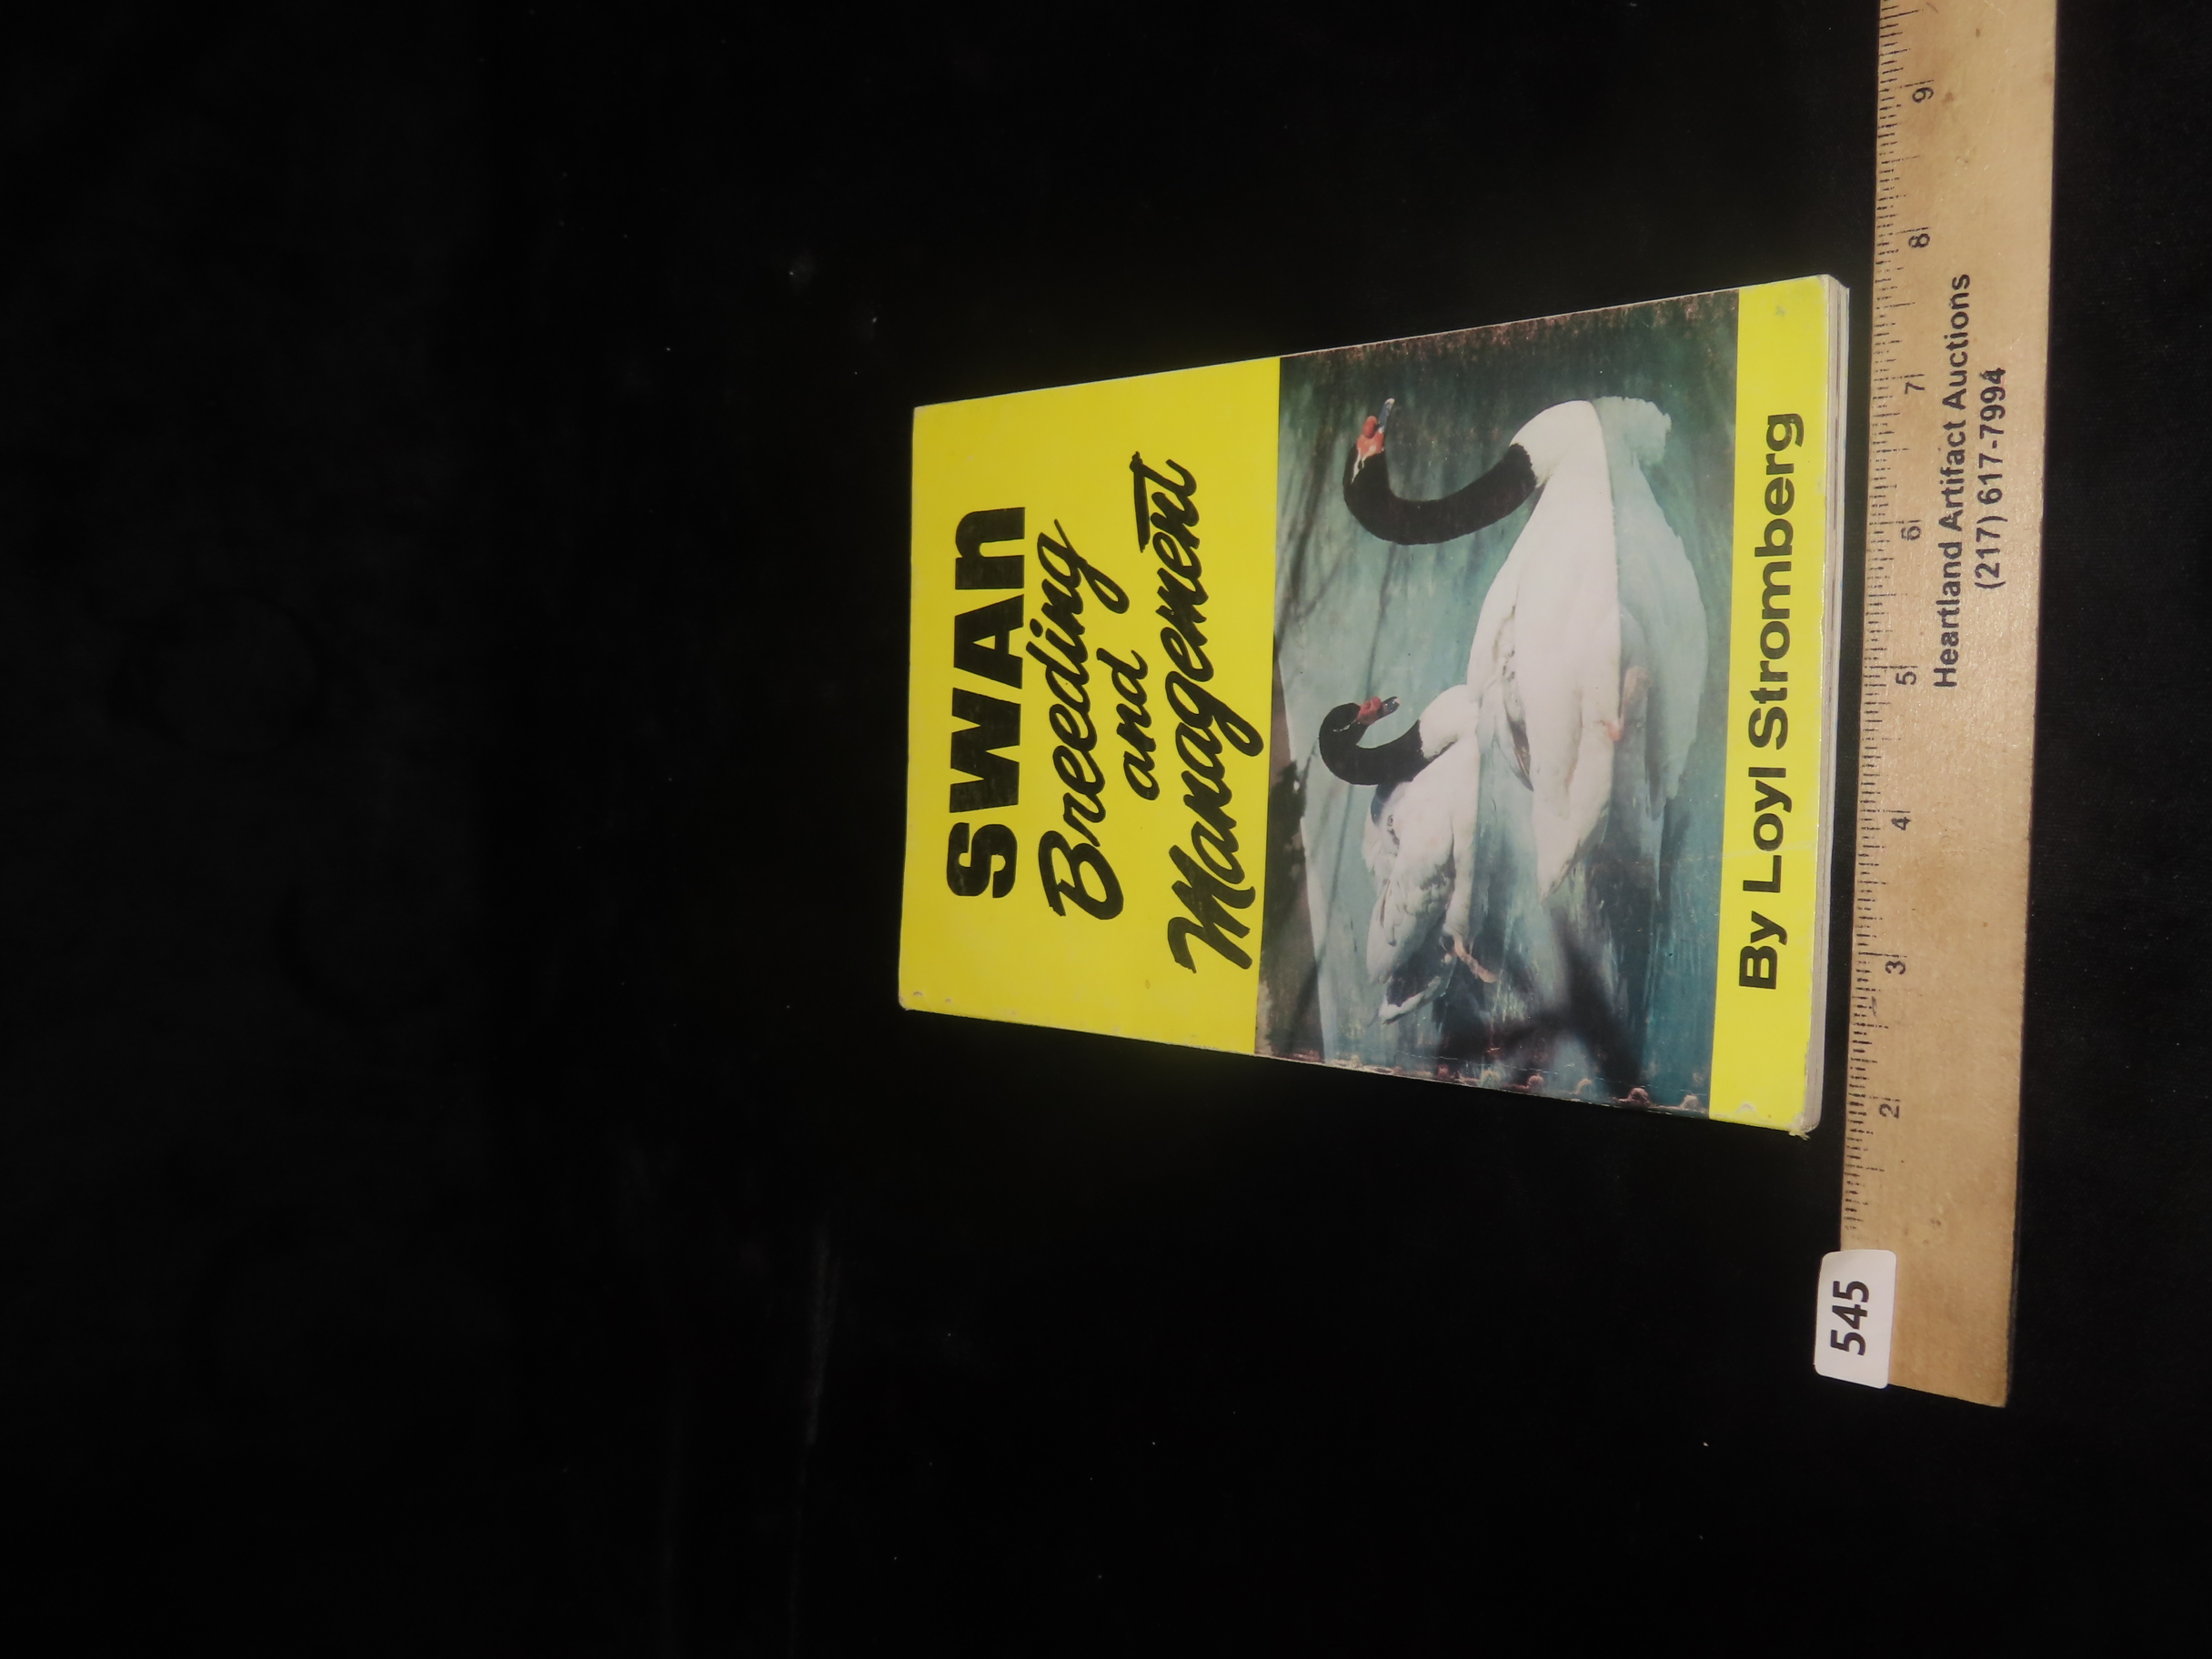 SWAN
Breeding
and
Management
By Loyl Stromberg
545
2 3 4 5 6 7 8 9
Heartland Artifact Auctions
(217) 617-7994